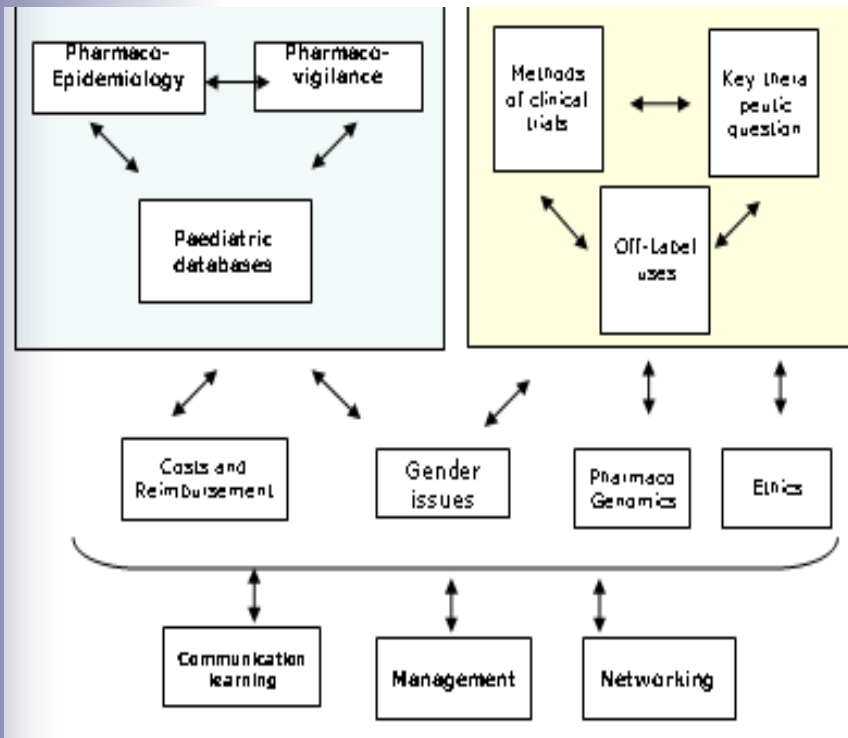 Pharmaco-
Epidemiology
Pharmaco-
vigilance
Paediatric
databases
Methods
of clinical
trials
Key thera
peutic
question
Off-Label
uses
Costs and
Reimbursement
Gender
issues
Pharmaco
Genomics
Ethics
Communication
learning
Management
Networking